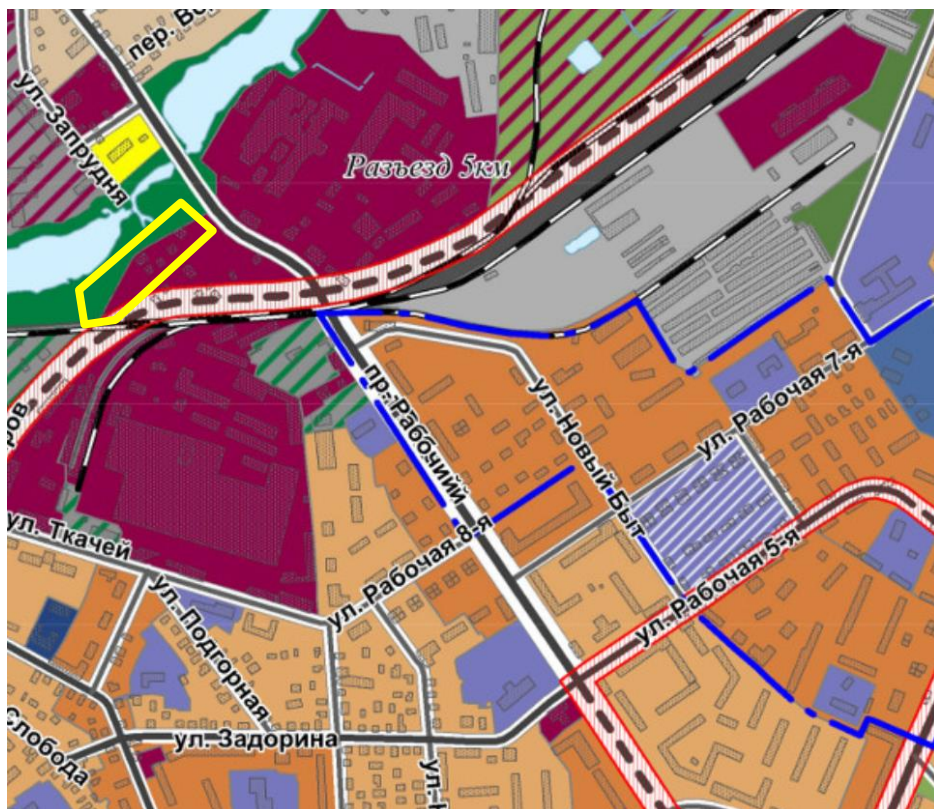 пер. Во
ул. Запрудня
Разъезд 5км
ров
пр. Рабочий
ул. Новый Быт
ул. Рабочая 7-я
ул. Ткачей
ул. Рабочая 8-я
ул. Рабочая 5-я
ул. Подгорная
ул. Задорина
Слобода
ул.